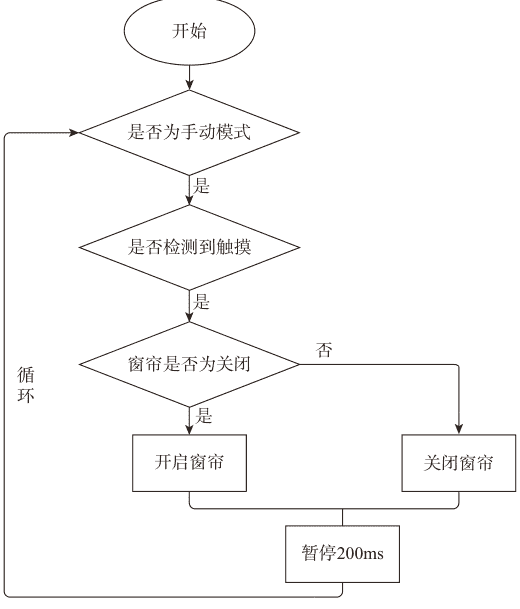 开始
是否为手动模式
是
是否检测到触摸
是
窗帘是否为关闭
否
循
环
是
开启窗帘
关闭窗帘
暂停200ms